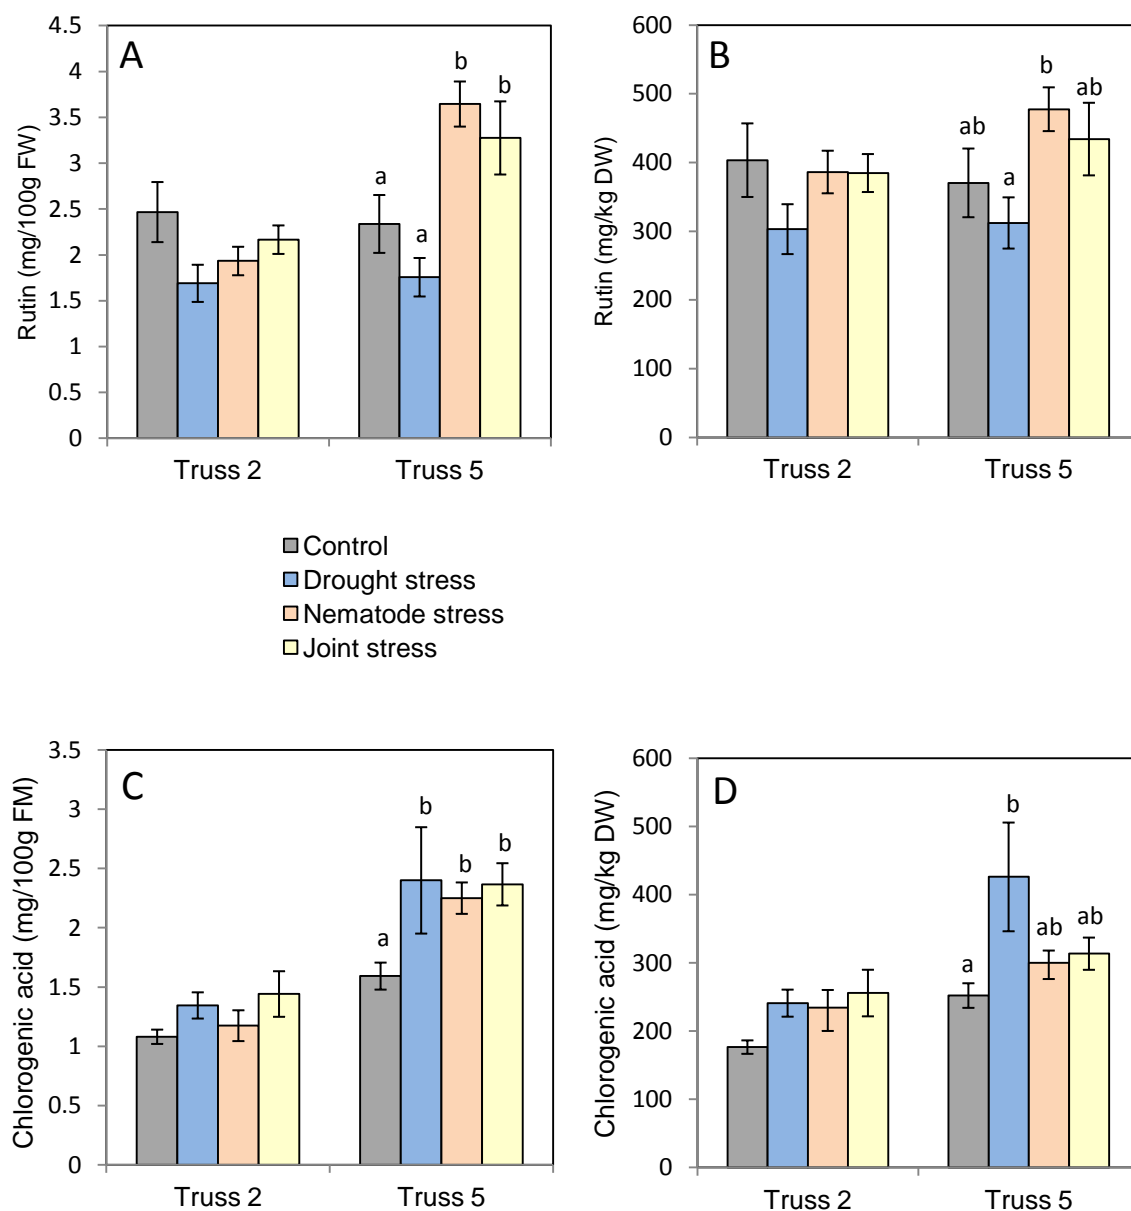 A
Rutin (mg/100g FW)
4.5
4
3.5
3
2.5
2
1.5
1
0.5
0
a
a
b
b
Truss 2
Truss 5
B
Rutin (mg/kg DW)
600
500
400
300
200
100
0
ab
a
b
ab
Truss 2
Truss 5
Control
Drought stress
Nematode stress
Joint stress
C
Chlorogenic acid (mg/100g FM)
3.5
3
2.5
2
1.5
1
0.5
0
a
b
b
b
Truss 2
Truss 5
D
Chlorogenic acid (mg/kg DW)
600
500
400
300
200
100
0
a
b
ab
ab
Truss 2
Truss 5